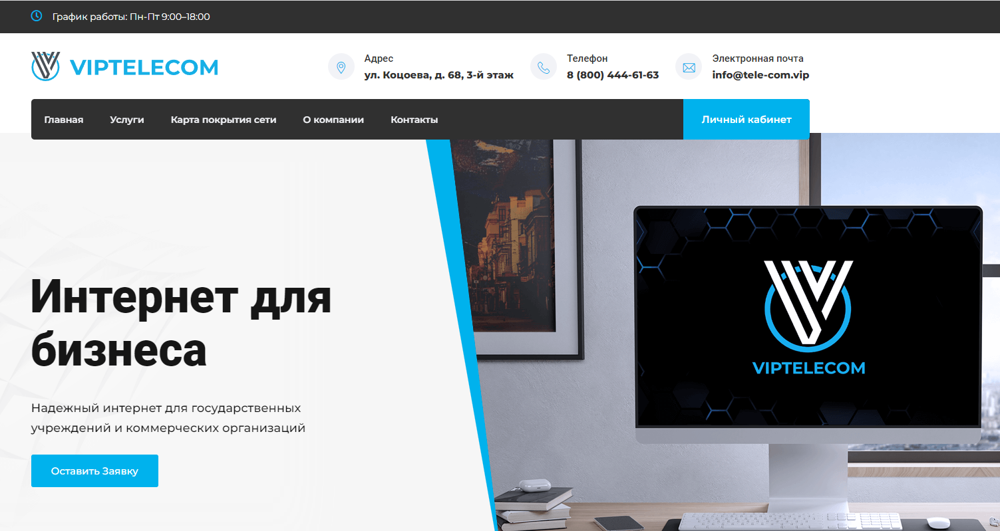 График работы: Пн-Пт 9:00–18:00
VIPTELECOM
Адрес
ул. Коцоева, д. 68, 3-й этаж
Телефон
8 (800) 444-61-63
Электронная почта
info@tele-com.vip
Главная Услуги Карта покрытия сети О компании Контакты Личный кабинет
Интернет для
бизнеса
Надежный интернет для государственных
учреждений и коммерческих организаций
Оставить Заявку
VIPTELECOM